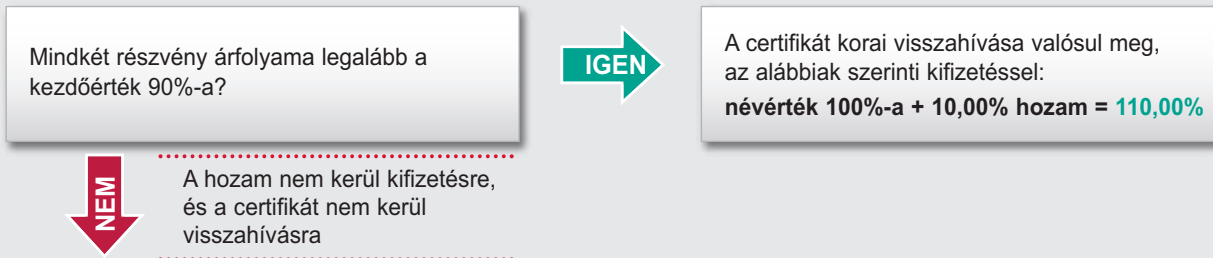 Mindkét részvény árfolyama legalább a
kezdőérték 90%-a?
IGEN
A certifikát korai visszahívása valósul meg,
az alábbiak szerinti kifizetéssel:
névérték 100%-a + 10,00% hozam = 110,00%
NEM
A hozam nem kerül kifizetésre,
és a certifikát nem kerül
visszahívásra